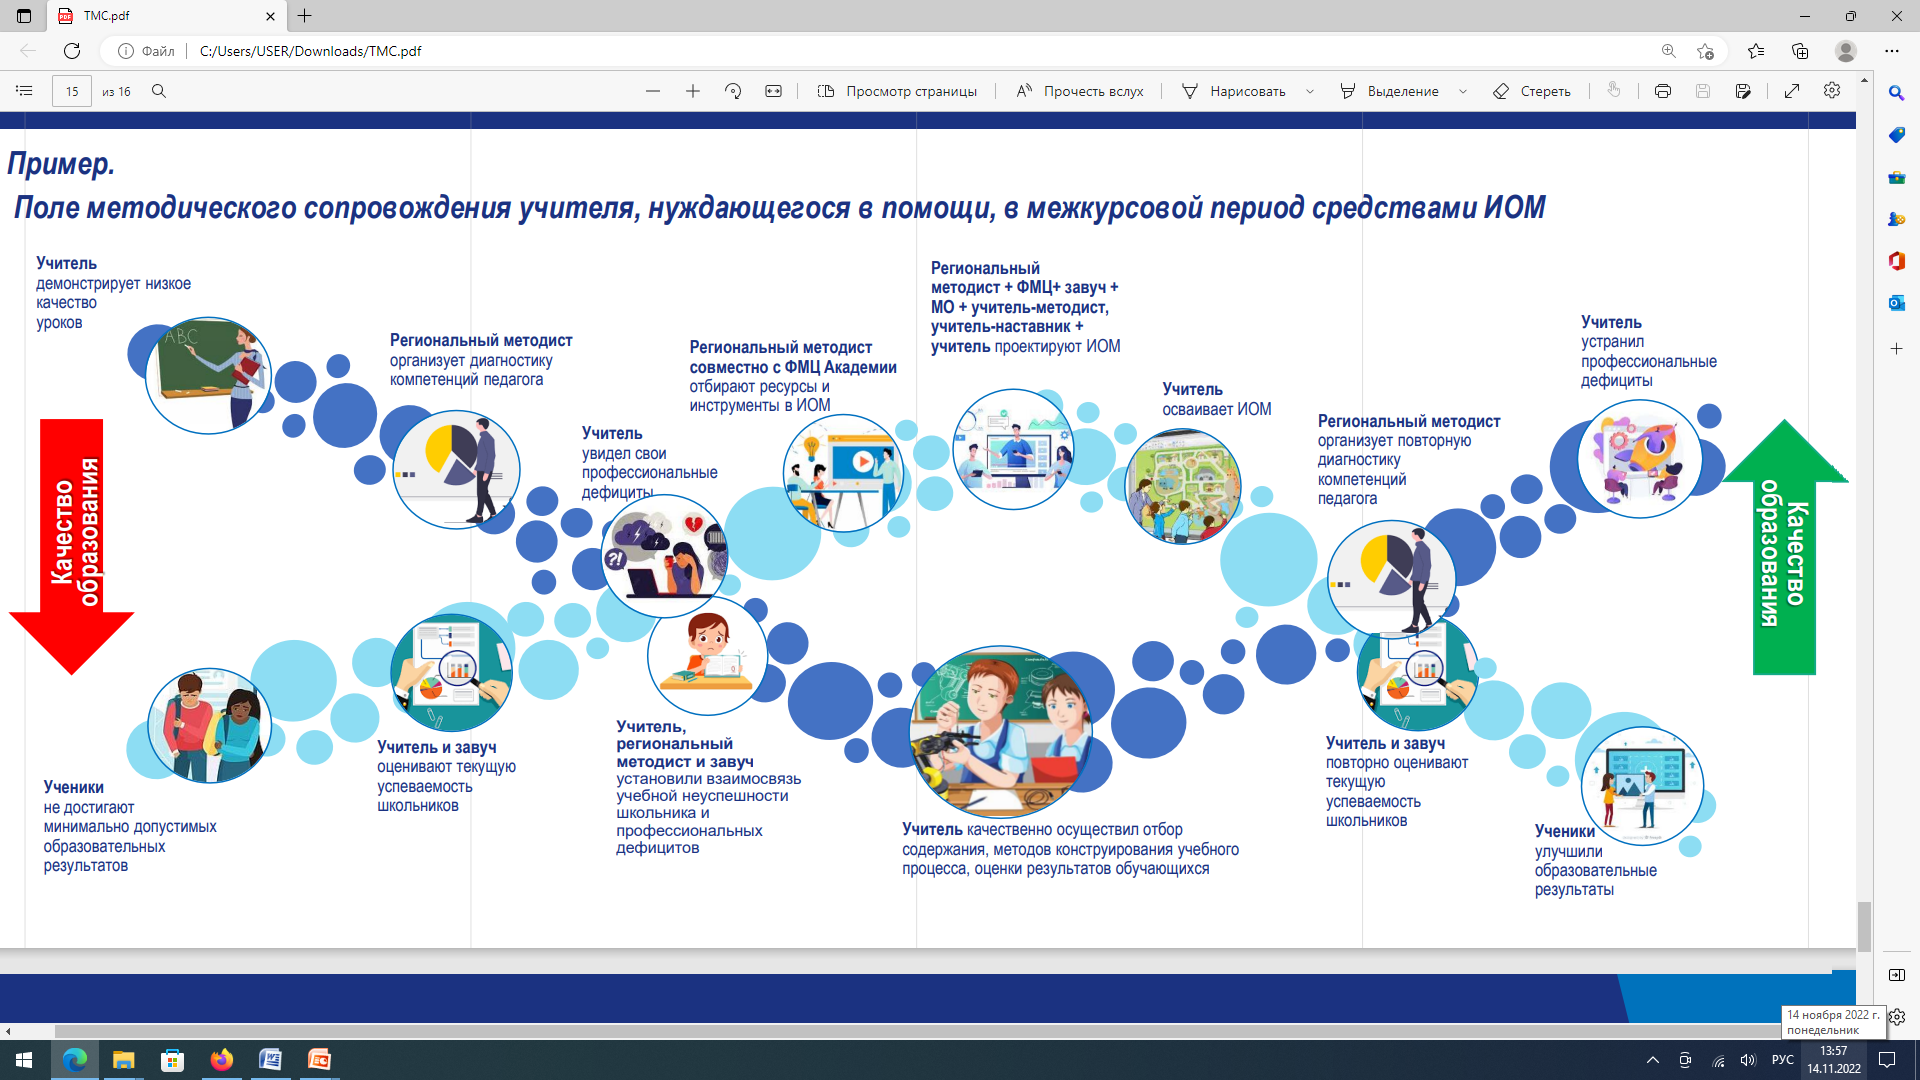 TMC.pdf
Файл
C:/Users/USER/Downloads/TMC.pdf
15 из 16
Просмотр страницы
Прочесть вслух
Нарисовать
Выделение
Стереть
Пример.
Поле методического сопровождения учителя, нуждающегося в помощи, в межкурсовой период средствами ИОМ
Учитель
демонстрирует низкое
качество
уроков
ABC
Региональный методист
организует диагностику
компетенций педагога
Учитель
увидел свои
профессиональные
дефициты
?!
Региональный методист
совместно с ФМЦ Академии
отбирают ресурсы и
инструменты в ИОМ
Региональный
методист + ФМЦ+ завуч +
МО + учитель-методист,
учитель-наставник +
учитель проектируют ИОМ
Учитель
осваивает ИОМ
Региональный методист
организует повторную
диагностику
компетенций
педагога
Учитель
устранил
профессиональные
дефициты
Качество
образования
Качество
образования
Ученики
не достигают
минимально допустимых
образовательных
результатов
Учитель и завуч
оценивают текущую
успеваемость
школьников
Учитель,
региональный
методист и завуч
установили взаимосвязь
учебной неуспешности
школьника и
профессиональных
дефицитов
Учитель качественно осуществил отбор
содержания, методов конструирования учебного
процесса, оценки результатов обучающихся
Учитель и завуч
повторно оценивают
текущую
успеваемость
школьников
Ученики
улучшили
образовательные
результаты
14 ноября 2022 г.
понедельник
РУС
13:57
14.11.2022